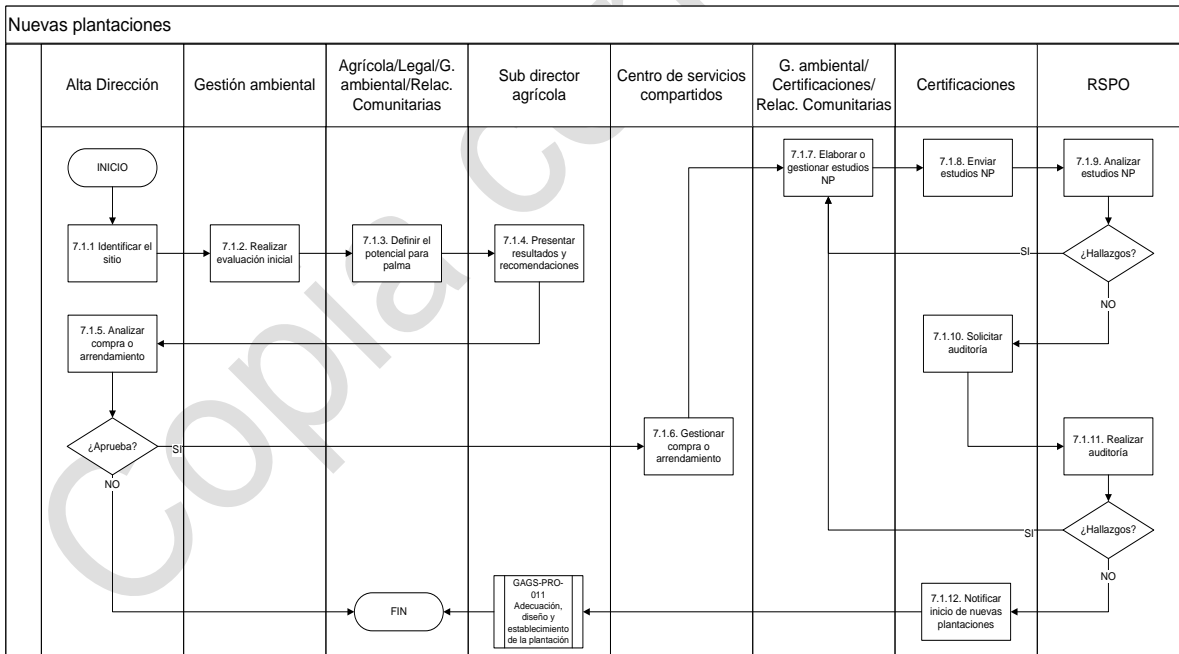 Nuevas plantaciones
Alta Dirección
Gestión ambiental
Agrícola/Legal/G.
ambiental/Relac.
Comunitarias
Sub director
agrícola
Centro de servicios
compartidos
G. ambiental/
Certificaciones/
Relac. Comunitarias
Certificaciones
RSPO
INICIO
7.1.7. Elaborar o
gestionar estudios
NP
7.1.8. Enviar
estudios NP
7.1.9. Analizar
estudios NP
7.1.1 Identificar el
sitio
7.1.2. Realizar
evaluación inicial
7.1.3. Definir el
potencial para
palma
7.1.4. Presentar
resultados y
recomendaciones
SI
¿Hallazgos?
NO
7.1.5. Analizar
compra o
arrendamiento
7.1.10. Solicitar
auditoría
¿Aprueba?
SI
NO
7.1.6. Gestionar
compra o
arrendamiento
7.1.11. Realizar
auditoría
SI
¿Hallazgos?
NO
FIN
GAGS-PRO-
011
Adecuación,
diseño y
establecimiento
de la plantación
7.1.12. Notificar
inicio de nuevas
plantaciones
Copia co